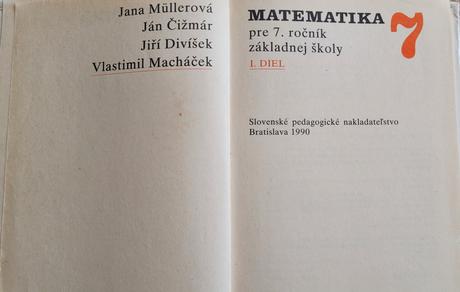 Jana Müllerová
Ján Čižmár
Jiří Divíšek
Vlastimil Macháček
MATEMATIKA 7
pre 7. ročník
základnej školy
I. DIEL
Slovenské pedagogické nakladateľstvo
Bratislava 1990